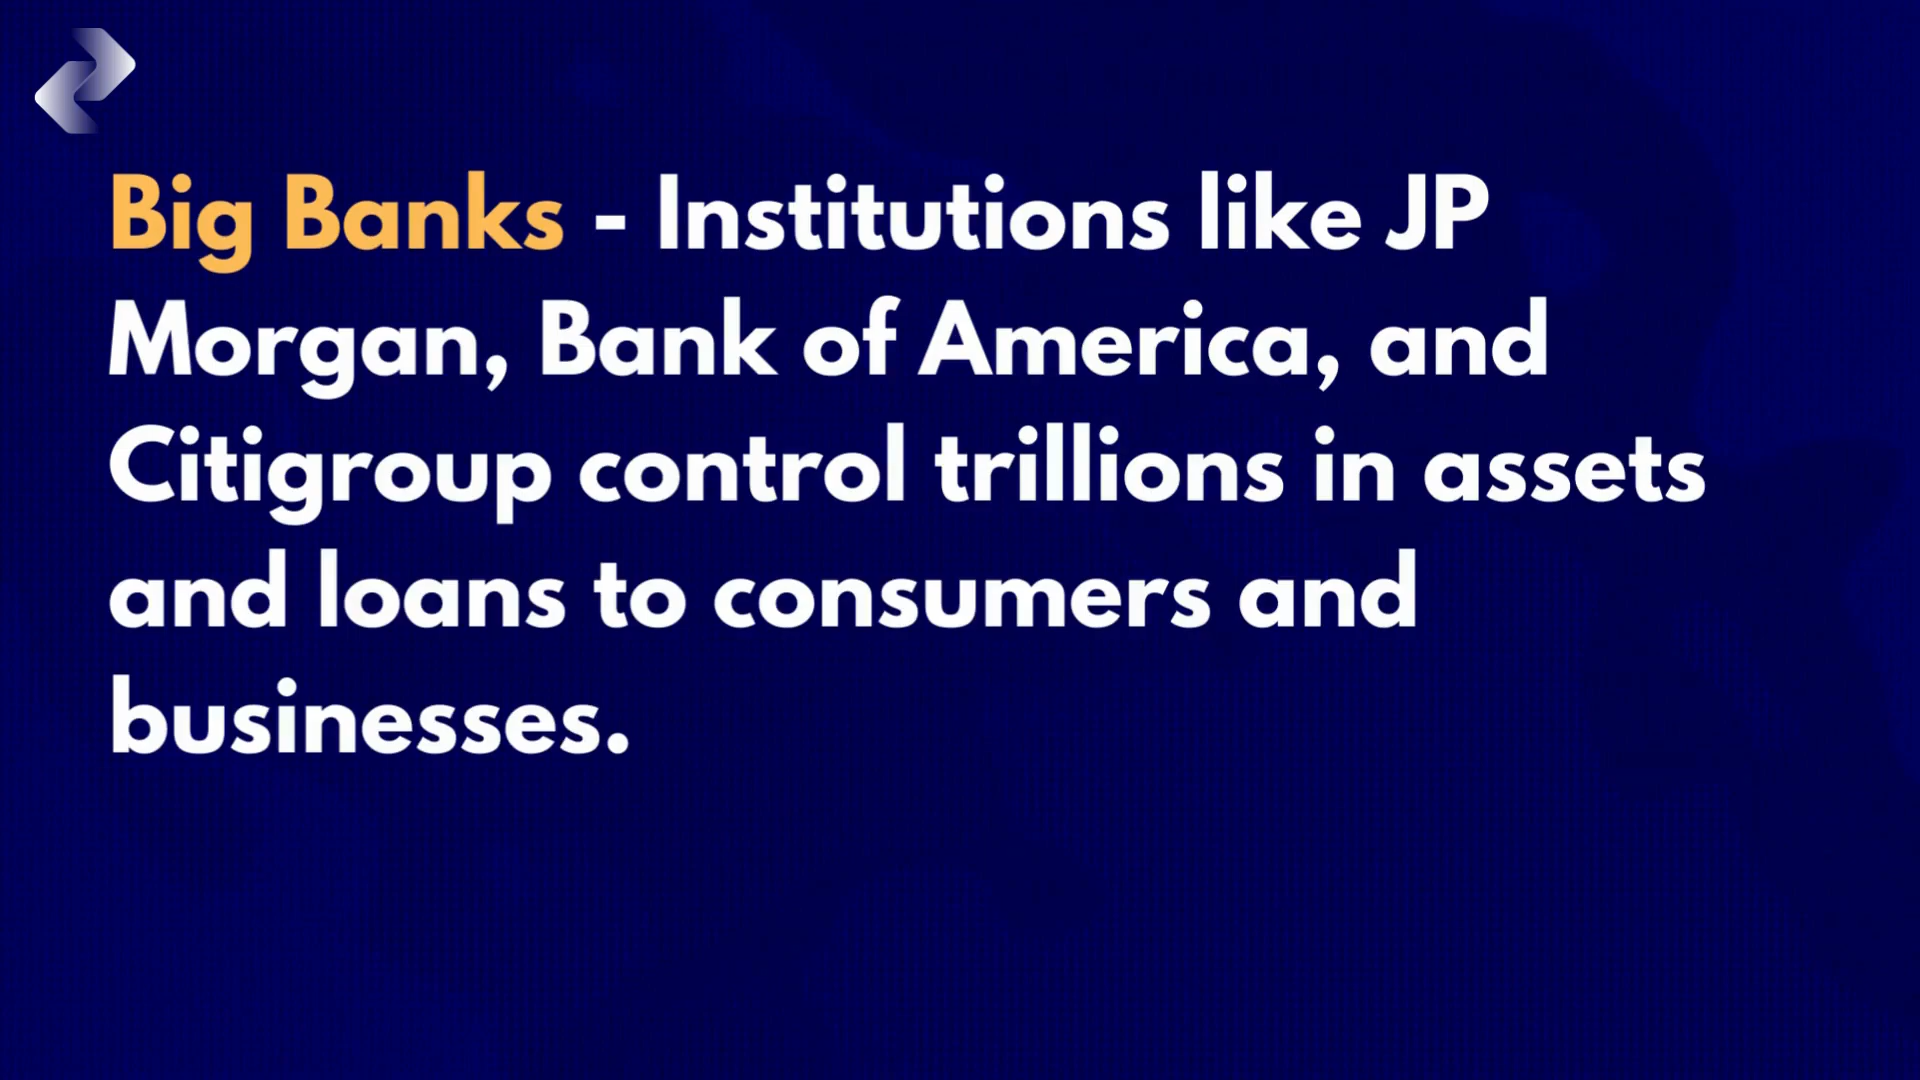 Big Banks - Institutions like JP
Morgan, Bank of America, and
Citigroup control trillions in assets
and loans to consumers and
businesses.